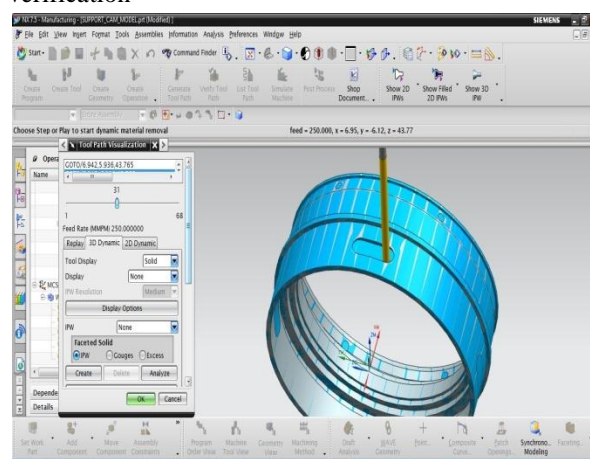 verification
NX 7.5 - Manufacturing - [SUPPORT_CAM_MODEL.prt (Modified) ]
SIEMENS
File Edit View Insert Format Tools Assemblies Information Analysis Preferences Window Help
Start Command Finder
Create Program Create Tool Create Geometry Create Operation Generate Tool Path Verify Tool Path List Tool Path Simulate Machine Post Process Shop Document... Show 2D IPWs Show Filled 2D IPWs Show 3D IPW
Entire Assembly
Choose Step or Play to start dynamic material removal
feed = 250.000, x = 6.95, y = -6.12, z = 43.77
Tool Path Visualization
Opera
Name
GOTO/6.942,5.936,43.765
31
1 68
Feed Rate (MMPM) 250.000000
Replay 3D Dynamic 2D Dynamic
Tool Display Solid
Display None
IPW Resolution Medium
Display Options
IPW None
Faceted Solid
IPW Gouges Excess
Create Delete Analyze
OK Cancel
MCS
W
Depende
Details
Set Work Part Add Component Move Component Assembly Constraints Program Order View Machine Tool View Geometry View Machining Method Draft Analysis WAVE Geometry Point... Composite Curve... Patch Openings... Synchrono... Modeling Faceting...